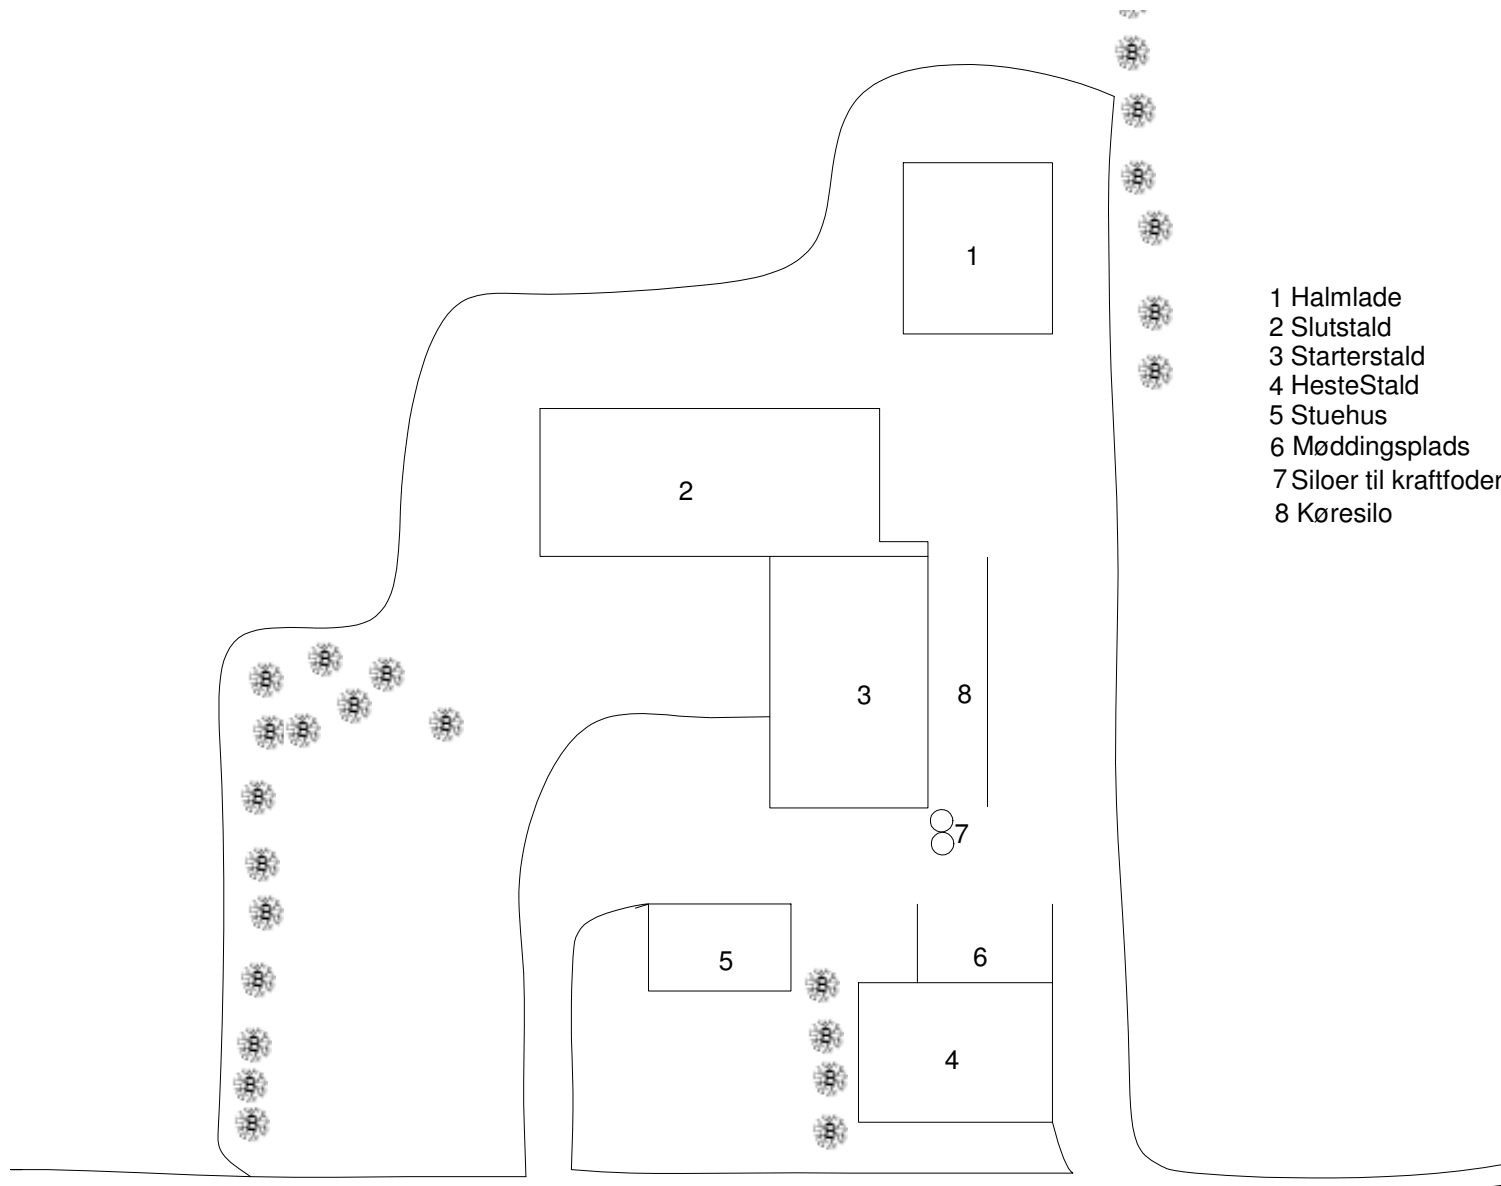 1
1 Halmlade
2 Slutstald
3 Starterstald
4 HesteStald
5 Stuehus
6 Møddingsplads
7 Siloer til kraftfoder
8 Køresilo
2
3
8
7
5
6
4